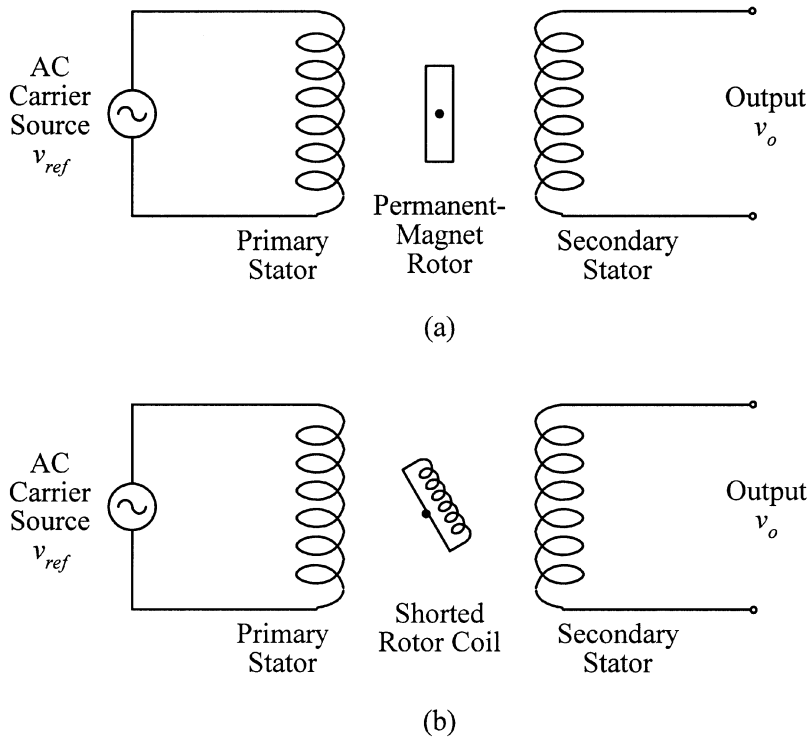 AC
Carrier
Source
v_ref
Primary
Stator
Permanent-
Magnet
Rotor
Secondary
Stator
Output
v_o
(a)
AC
Carrier
Source
v_ref
Primary
Stator
Shorted
Rotor Coil
Secondary
Stator
Output
v_o
(b)